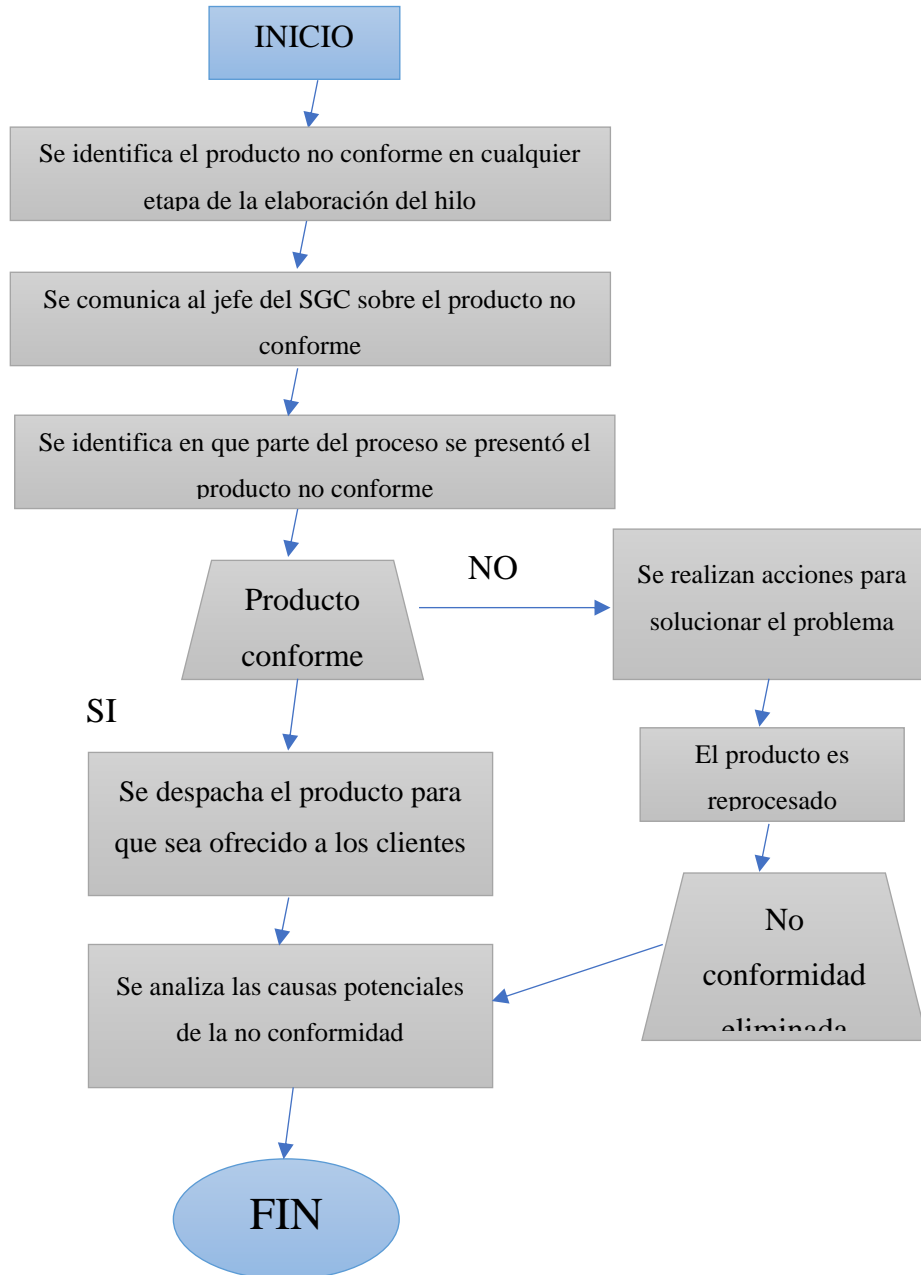 INICIO
Se identifica el producto no conforme en cualquier
etapa de la elaboración del hilo
Se comunica al jefe del SGC sobre el producto no
conforme
Se identifica en que parte del proceso se presentó el
producto no conforme
Producto
conforme
NO
Se realizan acciones para
solucionar el problema
SI
El producto es
reprocesado
Se despacha el producto para
que sea ofrecido a los clientes
No
conformidad
eliminada
Se analiza las causas potenciales
de la no conformidad
FIN